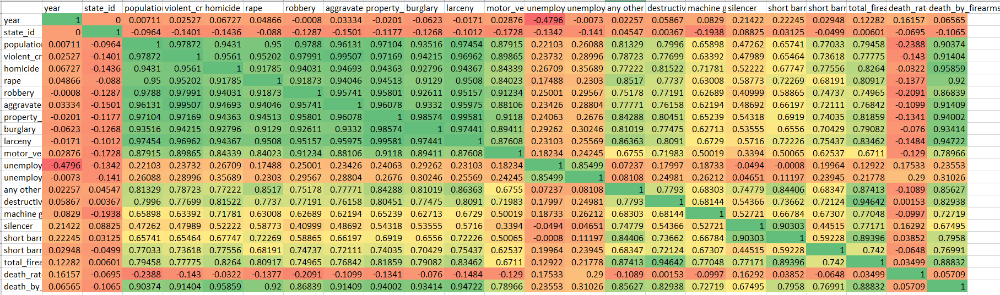 year state_id populatio violent_cr homicide rape robbery aggravate property_ burglary larceny motor_ve unemploy unemploy any other destructiv machine g silencer short barr short barr total_firea death_rat death_by_firearms
year 1 0 0.00711 0.02527 0.06727 0.04866 -0.0008 0.03334 -0.0201 -0.0623 -0.0171 0.02876 -0.4796 -0.0073 0.02257 0.05867 0.0829 0.21422 0.22245 0.02948 0.12282 0.16157 0.06565
state_id 0 1 -0.0964 -0.1401 -0.1436 -0.088 -0.1287 -0.1501 -0.1177 -0.1268 -0.1012 -0.1728 -0.1342 -0.141 0.04547 0.00367 -0.1938 0.08825 0.03125 -0.0499 0.00601 -0.0695 -0.1065
populatio 0.00711 -0.0964 1 0.97872 0.9431 0.95 0.9788 0.96131 0.97104 0.93516 0.97454 0.87915 0.22103 0.26088 0.81329 0.7996 0.65898 0.47262 0.65741 0.77033 0.79458 -0.2388 0.90374
violent_cr 0.02527 -0.1401 0.97872 1 0.9561 0.95202 0.97991 0.99507 0.97169 0.94215 0.96962 0.89865 0.23732 0.28996 0.78723 0.77699 0.63392 0.47989 0.65464 0.73618 0.77775 -0.143 0.91404
homicide 0.06727 -0.1436 0.9431 0.9561 1 0.91785 0.94031 0.94693 0.94363 0.92796 0.94367 0.84339 0.26709 0.35689 0.77222 0.81522 0.71781 0.52222 0.67747 0.77556 0.8264 -0.0322 0.95859
rape 0.04866 -0.088 0.95 0.95202 0.91785 1 0.91873 0.94046 0.94513 0.9129 0.9508 0.84023 0.17488 0.2303 0.8517 0.7737 0.63008 0.58773 0.72269 0.68191 0.80917 -0.1377 0.92
robbery -0.0008 -0.1287 0.9788 0.97991 0.94031 0.91873 1 0.95741 0.95801 0.92611 0.95157 0.91234 0.25001 0.29567 0.75178 0.77191 0.62689 0.40999 0.58865 0.74737 0.74965 -0.2091 0.86839
aggravate 0.03334 -0.1501 0.96131 0.99507 0.94693 0.94046 0.95741 1 0.96078 0.9332 0.95975 0.88106 0.23426 0.28804 0.77771 0.76158 0.62194 0.48692 0.66197 0.72111 0.76842 -0.1099 0.91409
property_ -0.0201 -0.1177 0.97104 0.97169 0.94363 0.94513 0.95801 0.96078 1 0.98574 0.99581 0.9118 0.24063 0.2676 0.84288 0.80451 0.65239 0.54318 0.6919 0.74035 0.81859 -0.1341 0.94002
burglary -0.0623 -0.1268 0.93516 0.94215 0.92796 0.9129 0.92611 0.9332 0.98574 1 0.97441 0.89411 0.29262 0.30246 0.81019 0.77475 0.62713 0.53555 0.6556 0.70429 0.79082 -0.076 0.93414
larceny -0.0171 -0.1012 0.97454 0.96962 0.94367 0.9508 0.95157 0.95975 0.99581 0.97441 1 0.87608 0.23103 0.25569 0.86363 0.8091 0.6729 0.5716 0.72226 0.75437 0.83462 -0.1484 0.94722
motor_ve 0.02876 -0.1728 0.87915 0.89865 0.84339 0.84023 0.91234 0.88106 0.9118 0.89411 0.87608 1 0.18234 0.24245 0.6755 0.71983 0.50019 0.3394 0.50065 0.62537 0.6711 -0.129 0.78966
unemploy -0.4796 -0.1342 0.22103 0.23732 0.26709 0.17488 0.25001 0.23426 0.24063 0.29262 0.23103 0.18234 1 0.85499 0.07237 0.17997 0.18733 -0.0494 -0.0008 0.19964 0.12922 0.17533 0.23553
unemploy -0.0073 -0.141 0.26088 0.28996 0.35689 0.2303 0.29567 0.28804 0.2676 0.30246 0.25569 0.24245 0.85499 1 0.08108 0.24981 0.26212 0.04651 0.11197 0.23945 0.21778 0.29 0.31026
any other 0.02257 0.04547 0.81329 0.78723 0.77222 0.8517 0.75178 0.77771 0.84288 0.81019 0.86363 0.6755 0.07237 0.08108 1 0.7793 0.68303 0.74779 0.84406 0.68347 0.87413 -0.1089 0.85627
destructiv 0.05867 0.00367 0.7996 0.77699 0.81522 0.7737 0.77191 0.76158 0.80451 0.77475 0.8091 0.71983 0.17997 0.24981 0.7793 1 0.68144 0.54366 0.73662 0.72124 0.94642 0.00153 0.82938
machine g 0.0829 -0.1938 0.65898 0.63392 0.71781 0.63008 0.62689 0.62194 0.65239 0.62713 0.6729 0.50019 0.18733 0.26212 0.68303 0.68144 1 0.52721 0.66784 0.67307 0.77048 -0.0997 0.72719
silencer 0.21422 0.08825 0.47262 0.47989 0.52222 0.58773 0.40999 0.48692 0.54318 0.53555 0.5716 0.3394 -0.0494 0.04651 0.74779 0.54366 0.52721 1 0.90303 0.44515 0.77171 0.16292 0.67495
short barr 0.22245 0.03125 0.65741 0.65464 0.67747 0.72269 0.58865 0.66197 0.6919 0.6556 0.72226 0.50065 -0.0008 0.11197 0.84406 0.73662 0.66784 0.90303 1 0.59228 0.89396 0.03852 0.7958
short barr 0.02948 -0.0499 0.77033 0.73618 0.77556 0.68191 0.74737 0.72111 0.74035 0.70429 0.75437 0.62537 0.19964 0.23945 0.68347 0.72124 0.67307 0.44515 0.59228 1 0.742 -0.0648 0.76991
total_firea 0.12282 0.00601 0.79458 0.77775 0.8264 0.80917 0.74965 0.76842 0.81859 0.79082 0.83462 0.6711 0.12922 0.21778 0.87413 0.94642 0.77048 0.77171 0.89396 0.742 1 0.03499 0.88832
death_rat 0.16157 -0.0695 -0.2388 -0.143 -0.0322 -0.1377 -0.2091 -0.1099 -0.1341 -0.076 -0.1484 -0.129 0.17533 0.29 -0.1089 0.00153 -0.0997 0.16292 0.03852 -0.0648 0.03499 1 0.05709
death_by_ 0.06565 -0.1065 0.90374 0.91404 0.95859 0.92 0.86839 0.91409 0.94002 0.93414 0.94722 0.78966 0.23553 0.31026 0.85627 0.82938 0.72719 0.67495 0.7958 0.76991 0.88832 0.05709 1